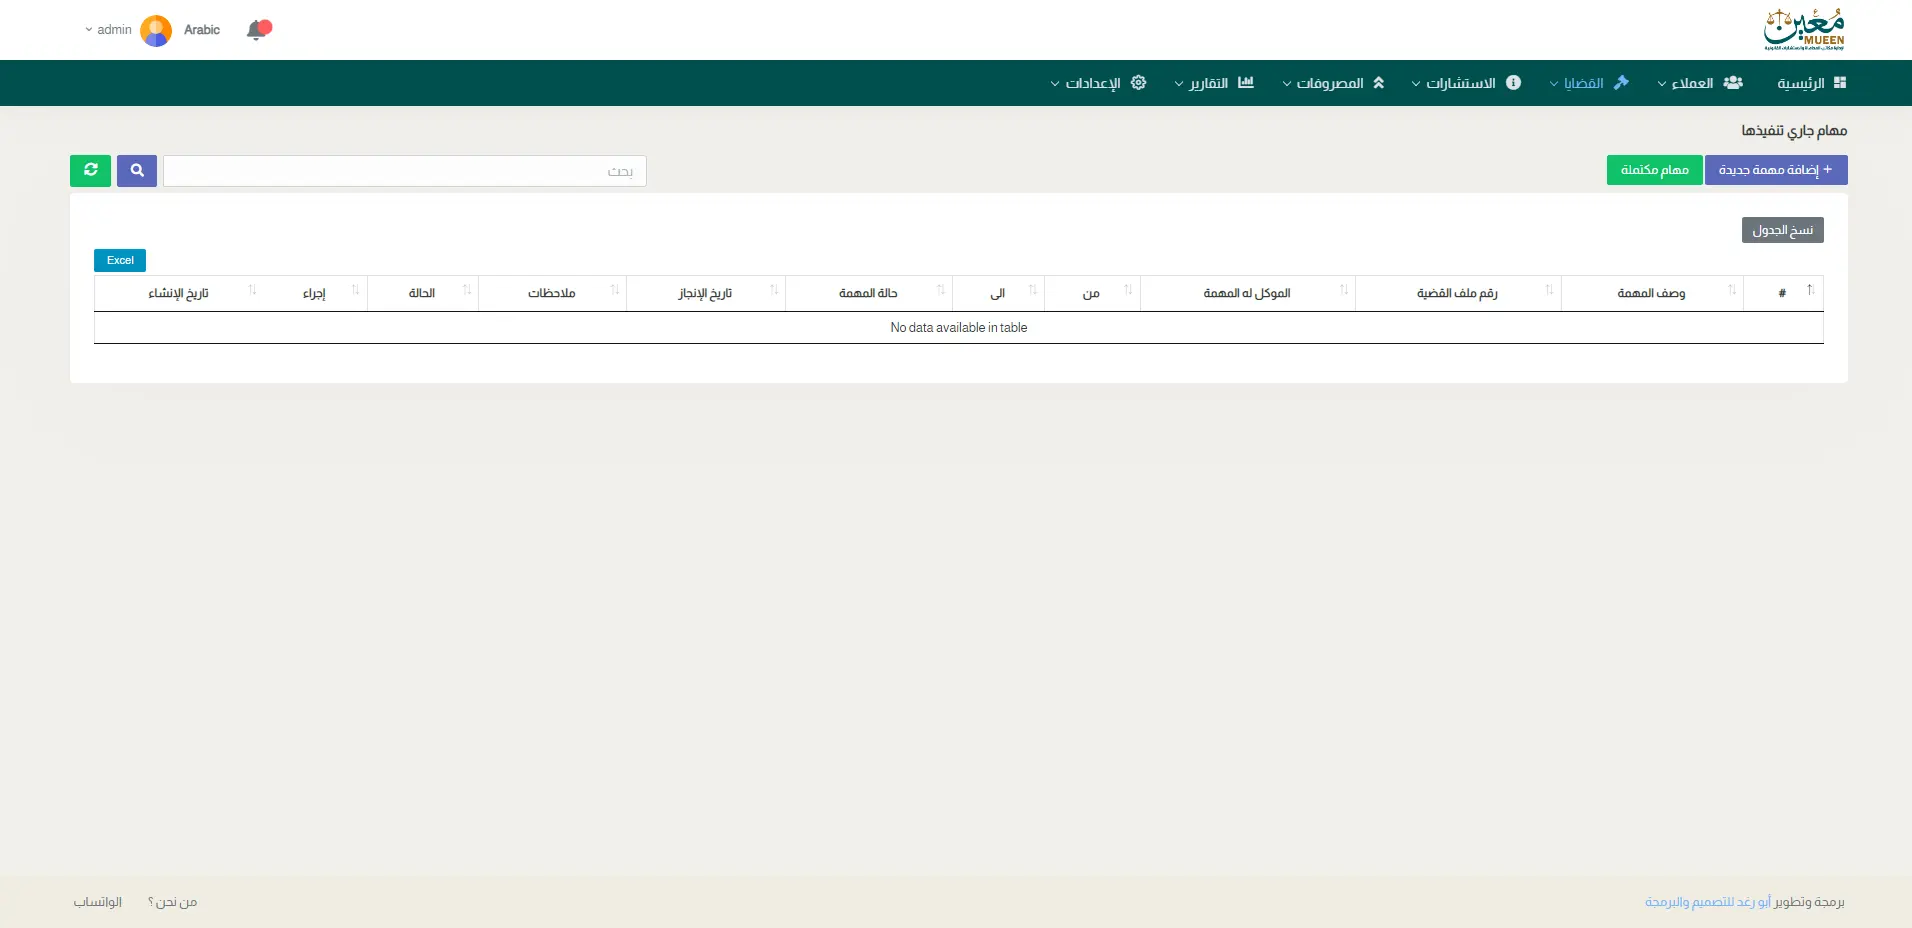 مُعين
MUEEN
Arabic
admin
الرئيسية
العملاء
القضايا
الاستشارات
المصروفات
التقارير
الإعدادات
مهام جاري تنفيذها
+ إضافة مهمة جديدة
مهام مكتملة
بحث
نسخ الجدول
Excel
# وصف المهمة رقم ملف القضية الموكل له المهمة من الى حالة المهمة تاريخ الإنجاز ملاحظات الحالة إجراء تاريخ الإنشاء
No data available in table
برمجة وتطوير أبو رغد للتصميم والبرمجة
من نحن ؟
الواتساب